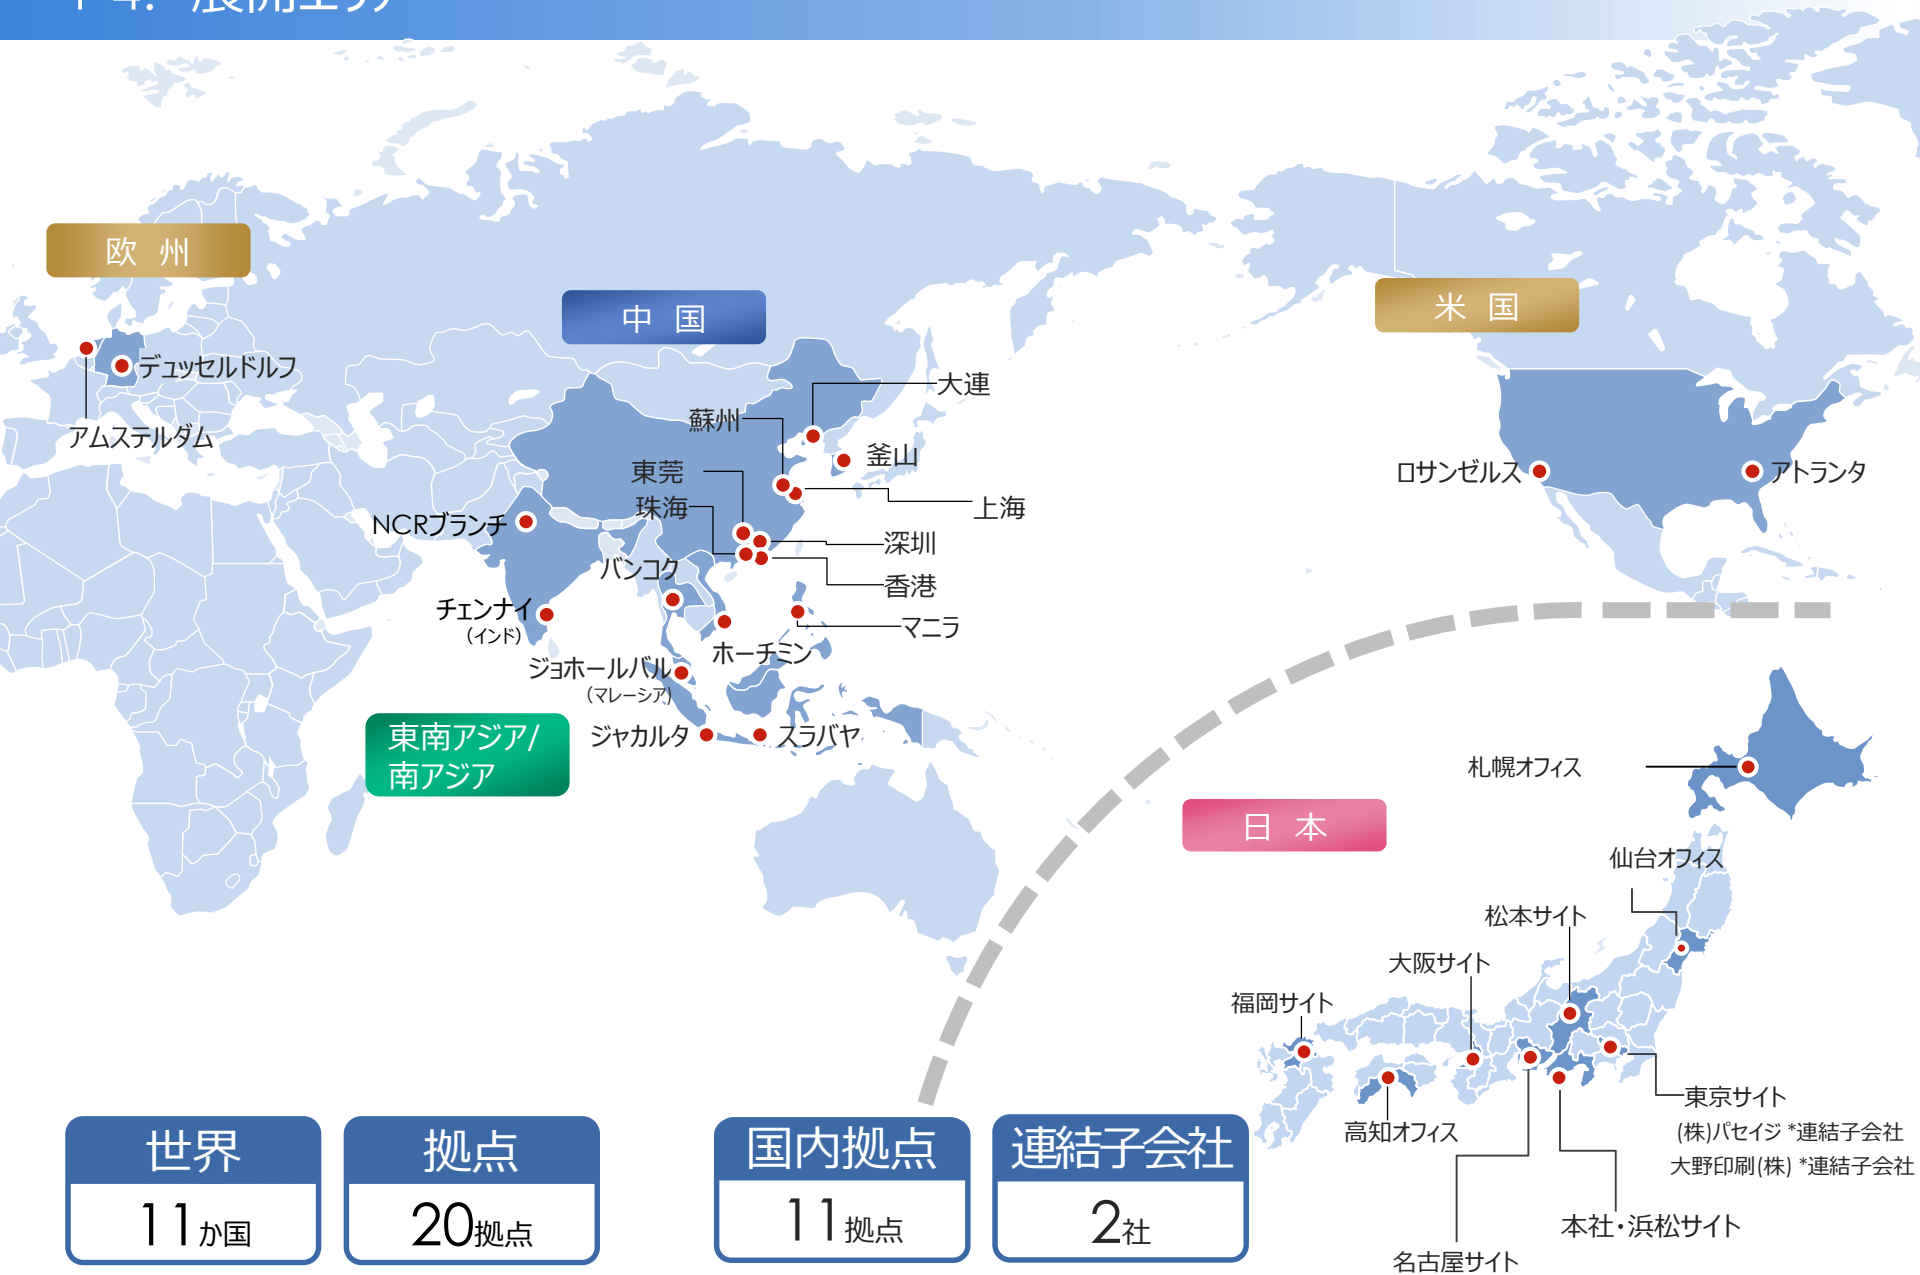 1-4. 展開エリア
欧 州
中 国
米 国
デュッセルドルフ
アムステルダム
大連
蘇州
釜山
東莞
珠海
上海
深圳
香港
NCRブランチ
バンコク
チェンナイ
(インド)
マニラ
ホーチミン
ジョホールバル
(マレーシア)
ジャカルタ
スラバヤ
ロサンゼルス
アトランタ
東南アジア/
南アジア
日 本
札幌オフィス
仙台オフィス
松本サイト
大阪サイト
福岡サイト
高知オフィス
東京サイト
(株)パセイジ *連結子会社
大野印刷(株) *連結子会社
本社・浜松サイト
名古屋サイト
世界
11か国
拠点
20拠点
国内拠点
11拠点
連結子会社
2社